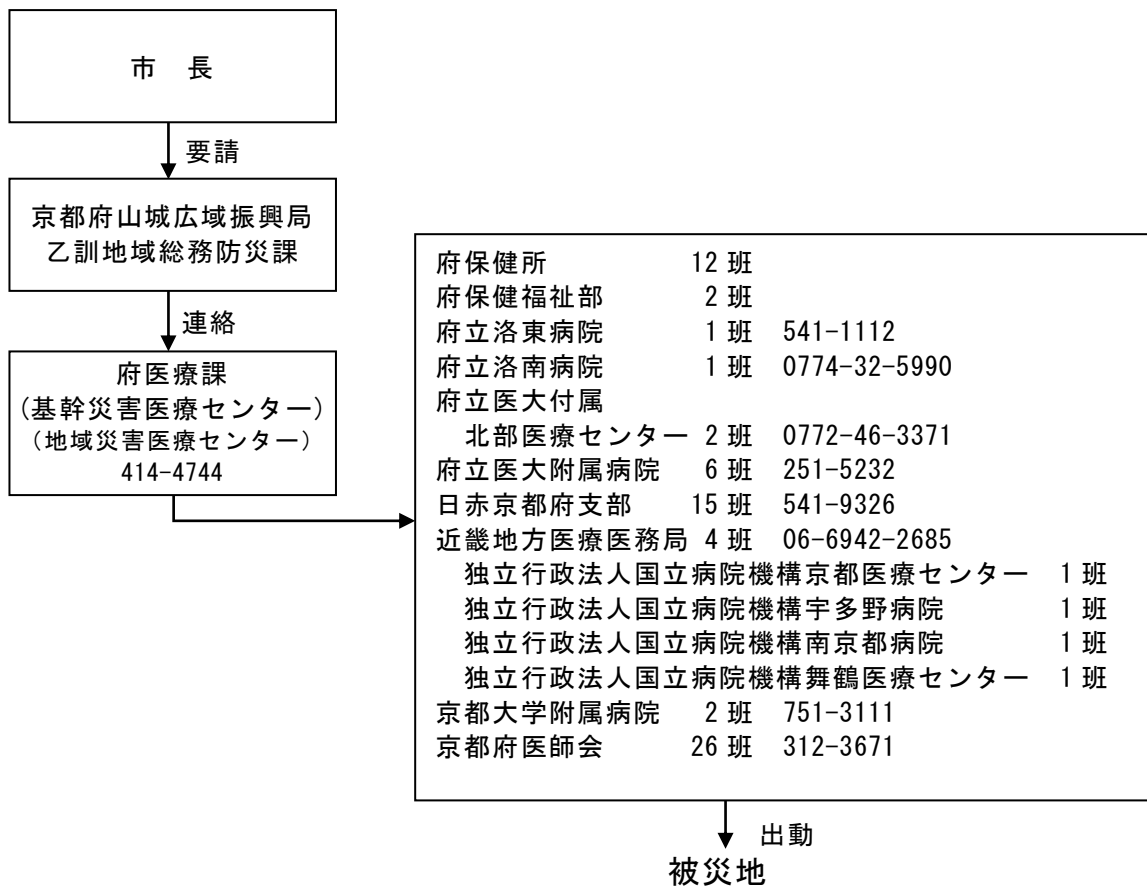 市 長
要請
京都府山城広域振興局
乙訓地域総務防災課
連絡
府医療課
(基幹災害医療センター)
(地域災害医療センター)
414-4744
府保健所 12 班
府保健福祉部 2 班
府立洛東病院 1 班 541-1112
府立洛南病院 1 班 0774-32-5990
府立医大付属
北部医療センター 2 班 0772-46-3371
府立医大附属病院 6 班 251-5232
日赤京都府支部 15 班 541-9326
近畿地方医療医務局 4 班 06-6942-2685
独立行政法人国立病院機構京都医療センター 1 班
独立行政法人国立病院機構宇多野病院 1 班
独立行政法人国立病院機構南京都病院 1 班
独立行政法人国立病院機構舞鶴医療センター 1 班
京都大学附属病院 2 班 751-3111
京都府医師会 26 班 312-3671
出動
被災地